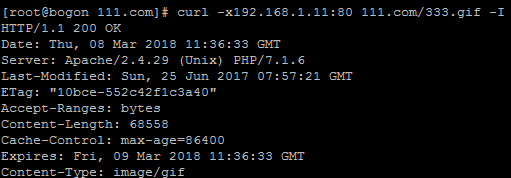 [root@bogon 111.com]# curl -x192.168.1.11:80 111.com/333.gif -I
HTTP/1.1 200 OK
Date: Thu, 08 Mar 2018 11:36:33 GMT
Server: Apache/2.4.29 (Unix) PHP/7.1.6
Last-Modified: Sun, 25 Jun 2017 07:57:21 GMT
ETag: "10bce-552c42f1c3a40"
Accept-Ranges: bytes
Content-Length: 68558
Cache-Control: max-age=86400
Expires: Fri, 09 Mar 2018 11:36:33 GMT
Content-Type: image/gif